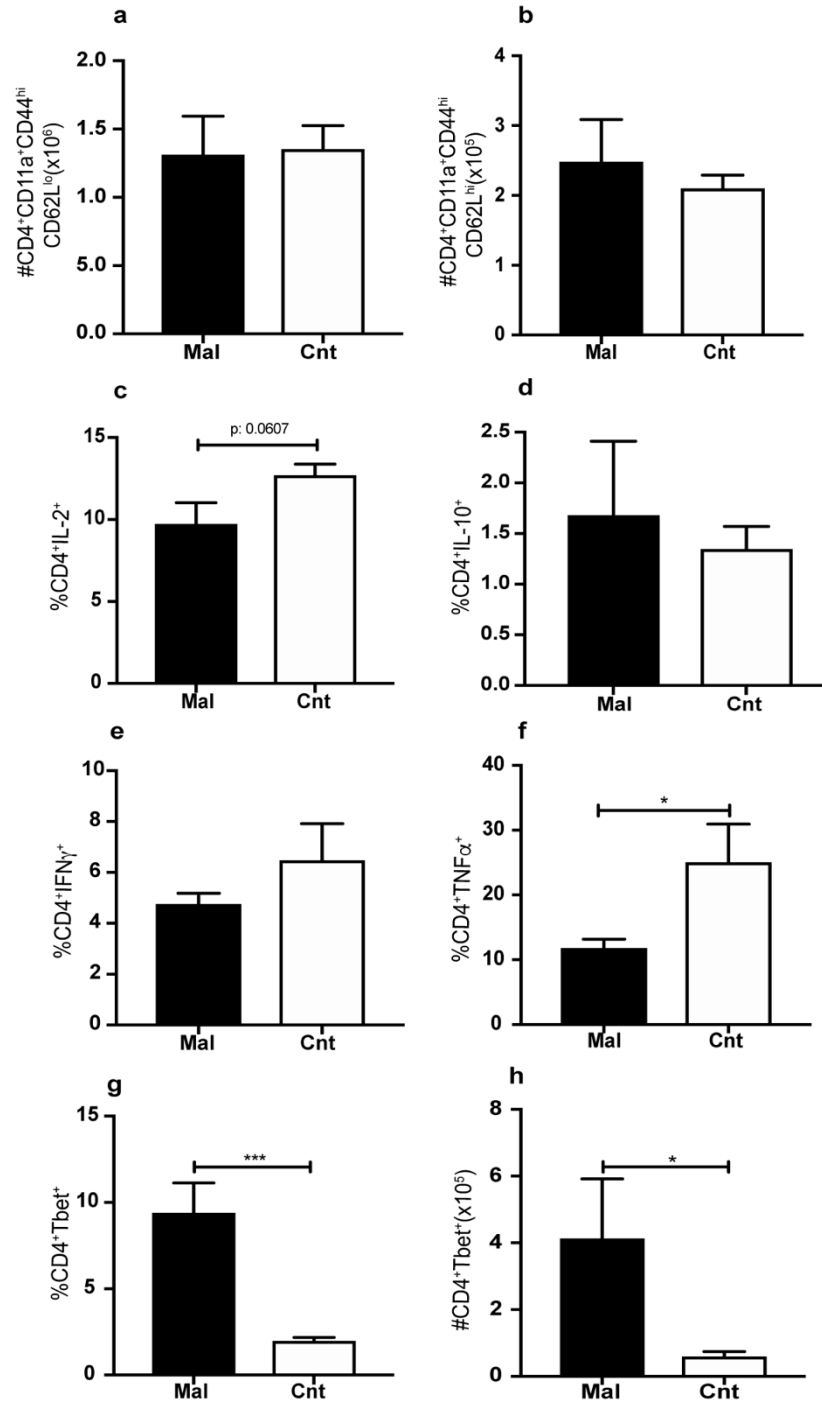 a
#CD4⁺CD11a⁺CD44ʰⁱ
CD62Lˡᵒ(x10⁶)
2.0
1.5
1.0
5.0
0.0
Mal Cnt
b
#CD4⁺CD11a⁺CD44ʰⁱ
CD62Lʰⁱ(x10⁵)
4
3
2
1
0
Mal Cnt
c
%CD4⁺IL-2⁺
15
10
5
0
p: 0.0607
Mal Cnt
d
%CD4⁺IL-10⁺
2.5
2.0
1.5
1.0
0.5
0.0
Mal Cnt
e
%CD4⁺IFNγ⁺
10
8
6
4
2
0
Mal Cnt
f
%CD4⁺TNFα⁺
40
30
20
10
0
*
Mal Cnt
g
%CD4⁺Tbet⁺
15
10
5
0
***
Mal Cnt
h
#CD4⁺Tbet⁺(x10⁵)
8
6
4
2
0
*
Mal Cnt